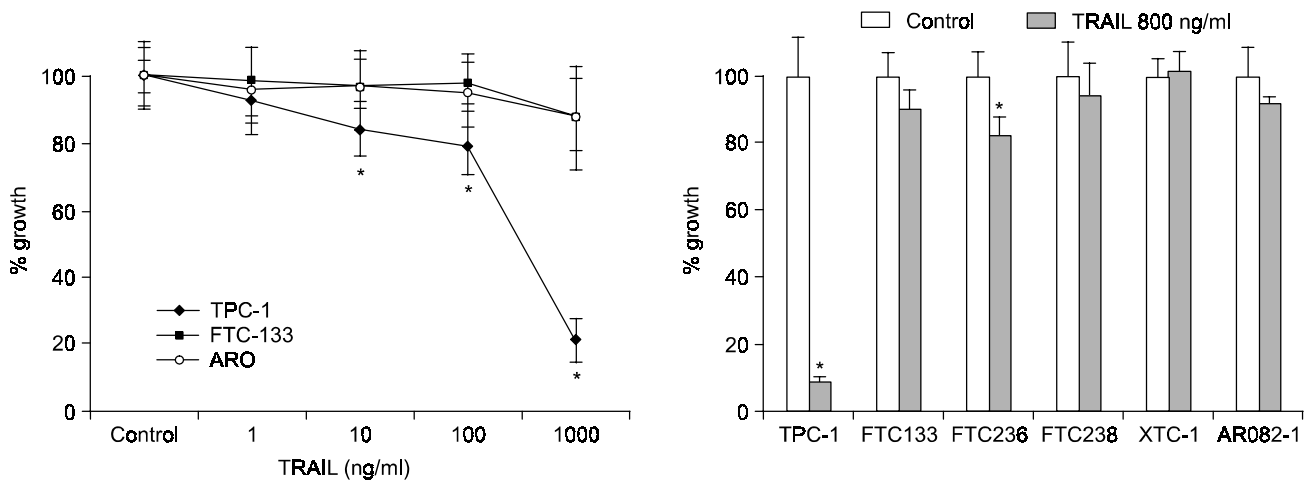 100
80
60
40
20
0
% growth
*
*
*
TPC-1
FTC-133
ARO
Control 1 10 100 1000
TRAIL (ng/ml)
Control TRAIL 800 ng/ml
100
80
60
40
20
0
% growth
*
*
TPC-1 FTC133 FTC236 FTC238 XTC-1 AR082-1